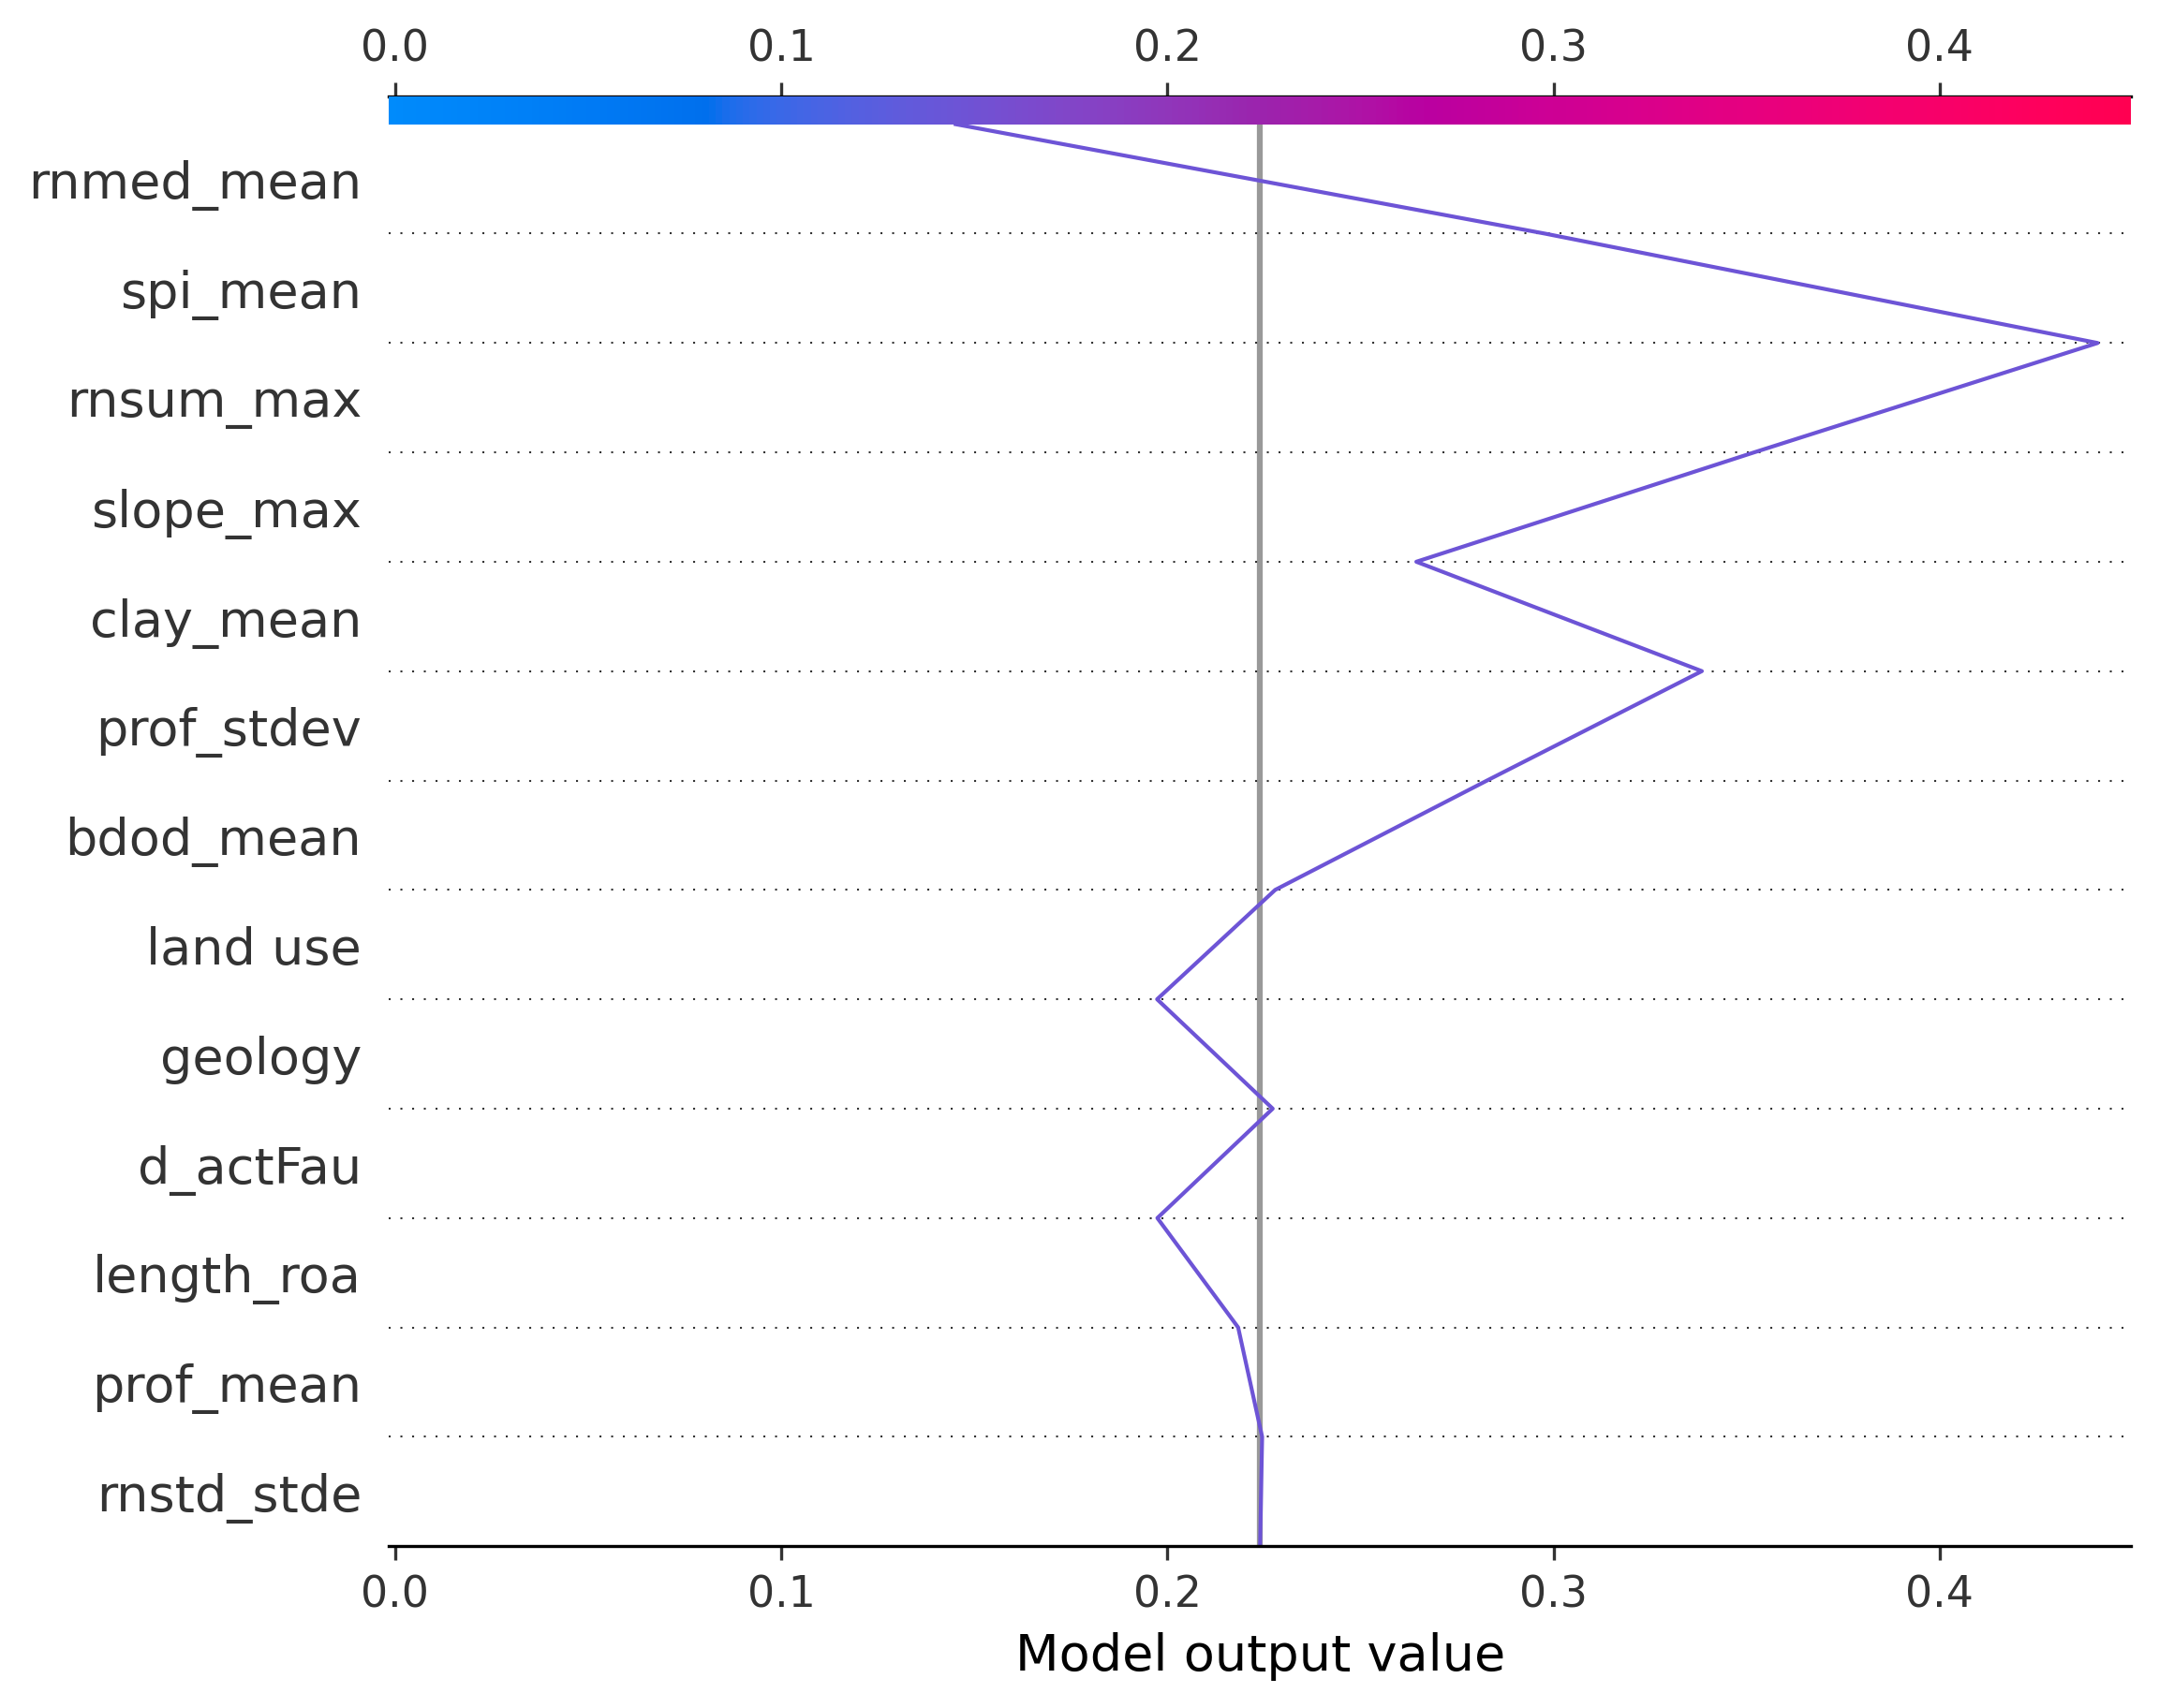 0.0 0.1 0.2 0.3 0.4
rnmed_mean
spi_mean
rnsum_max
slope_max
clay_mean
prof_stdev
bdod_mean
land use
geology
d_actFau
length_roa
prof_mean
rnstd_stde
0.0 0.1 0.2 0.3 0.4
Model output value